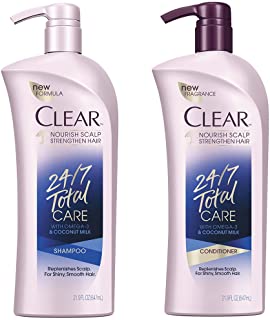 new
FORMULA
CLEAR
NOURISH SCALP
STRENGTHEN HAIR
24/7
Total
CARE
WITH OMEGA-3
& COCONUT MILK
SHAMPOO
Replenishes Scalp
For Shiny, Smooth Hair
new
FRAGRANCE
CLEAR
NOURISH SCALP
STRENGTHEN HAIR
24/7
Total
CARE
WITH OMEGA-3
& COCONUT MILK
CONDITIONER
Replenishes Scalp
For Shiny, Smooth Hair